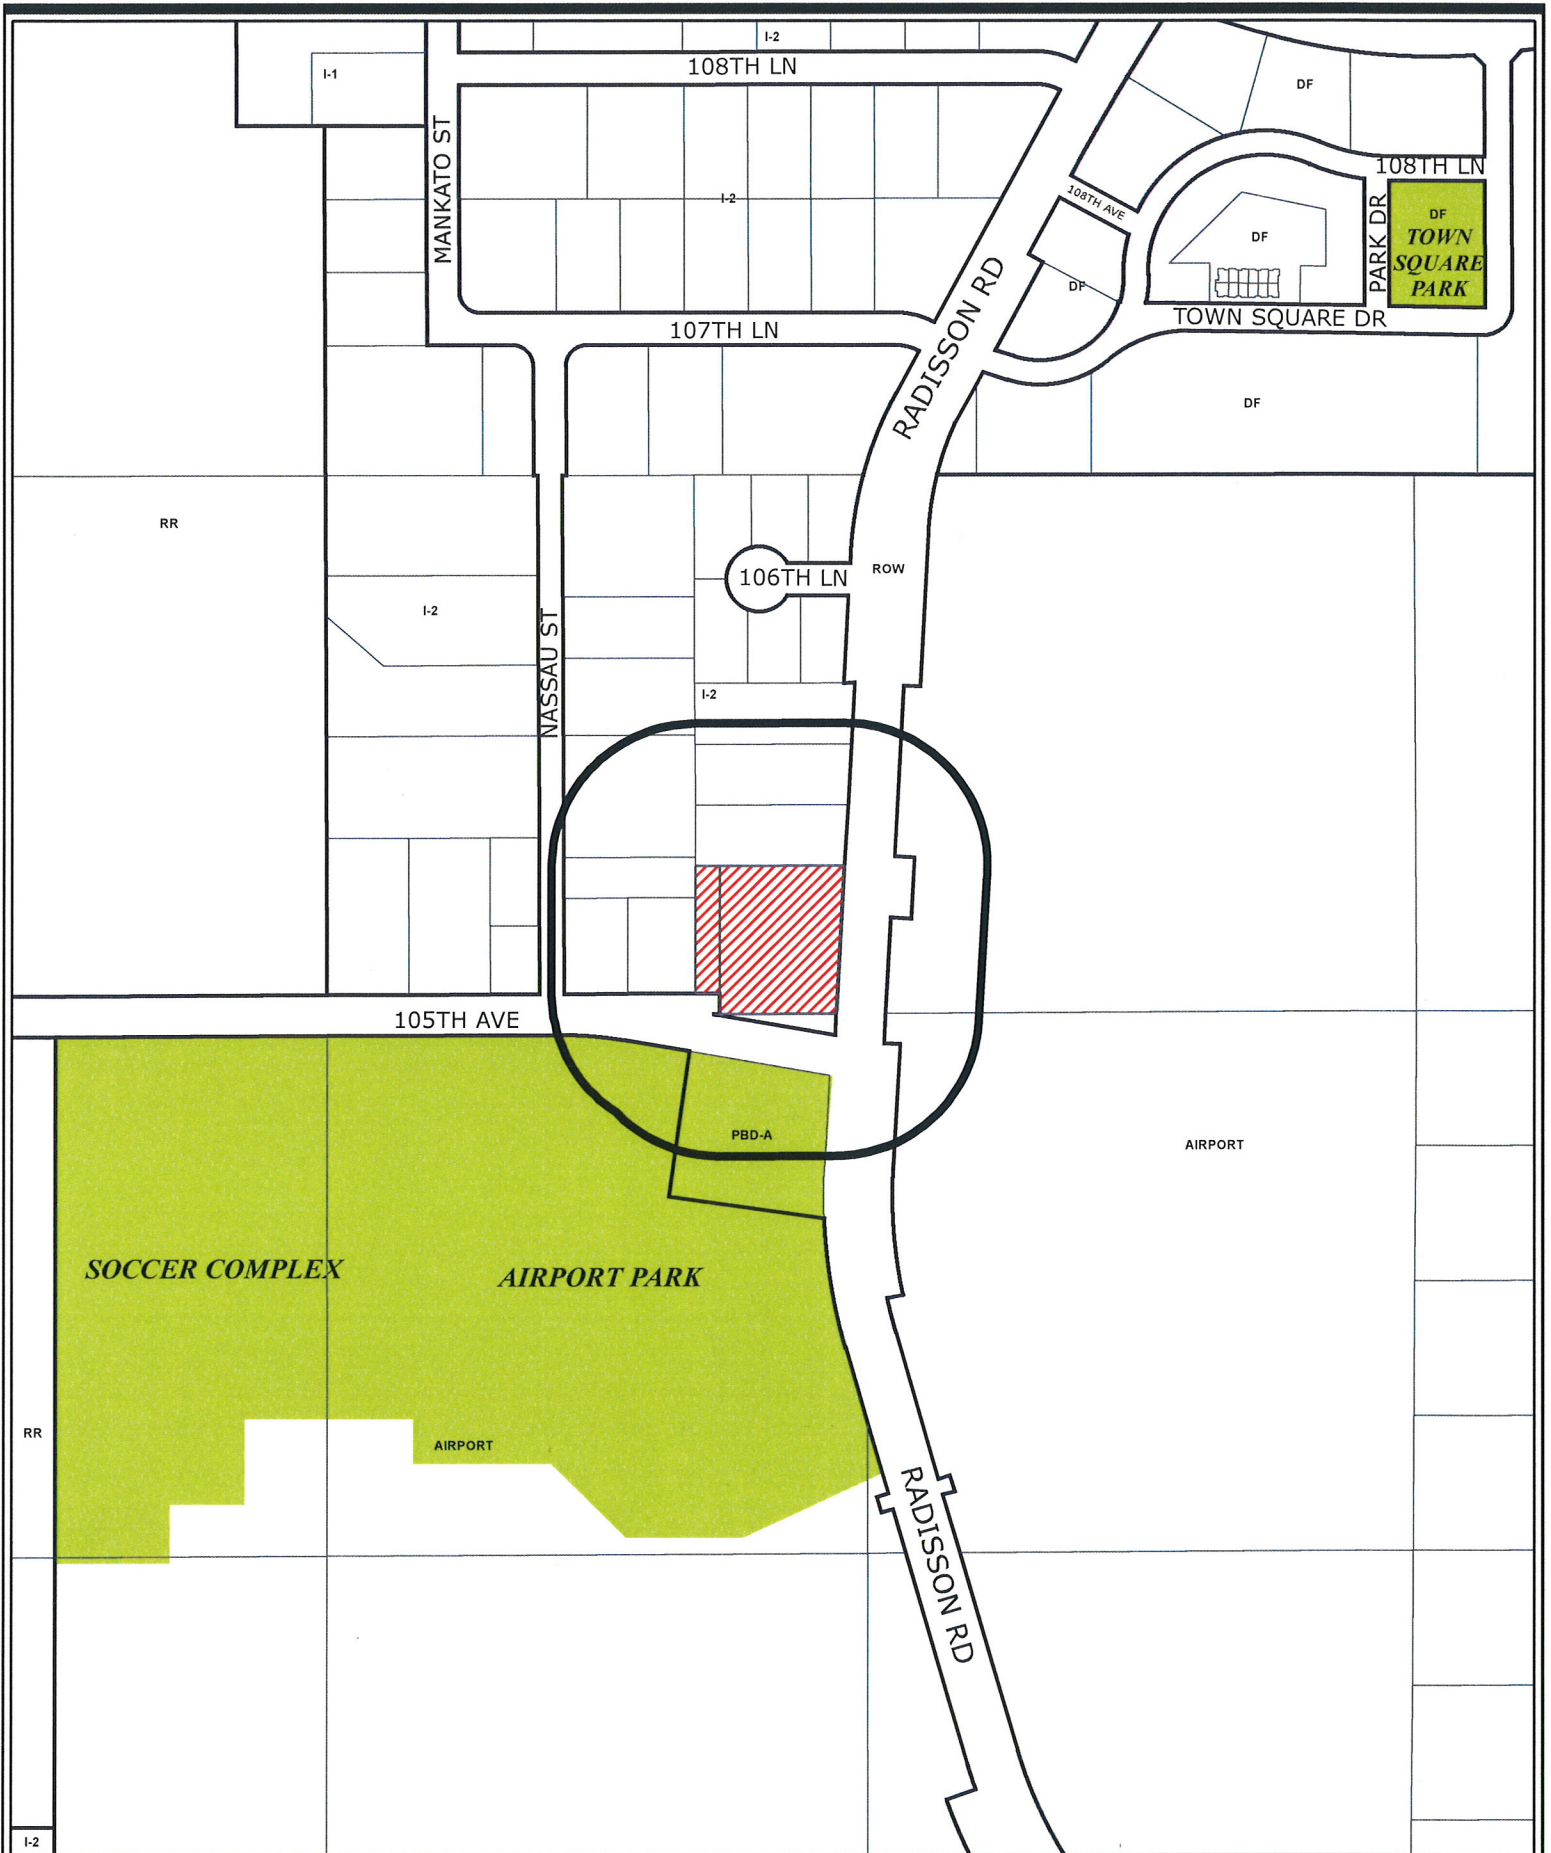 I-2
108TH LN
I-1
DF
MANKATO ST
108TH LN
108TH AVE
I-2
PARK DR
DF
TOWN
SQUARE
PARK
DF
DF
TOWN SQUARE DR
107TH LN
RADISSON RD
DF
RR
ROW
106TH LN
I-2
NASSAU ST
I-2
105TH AVE
PBD-A
AIRPORT
SOCCER COMPLEX
AIRPORT PARK
RR
AIRPORT
RADISSON RD
I-2